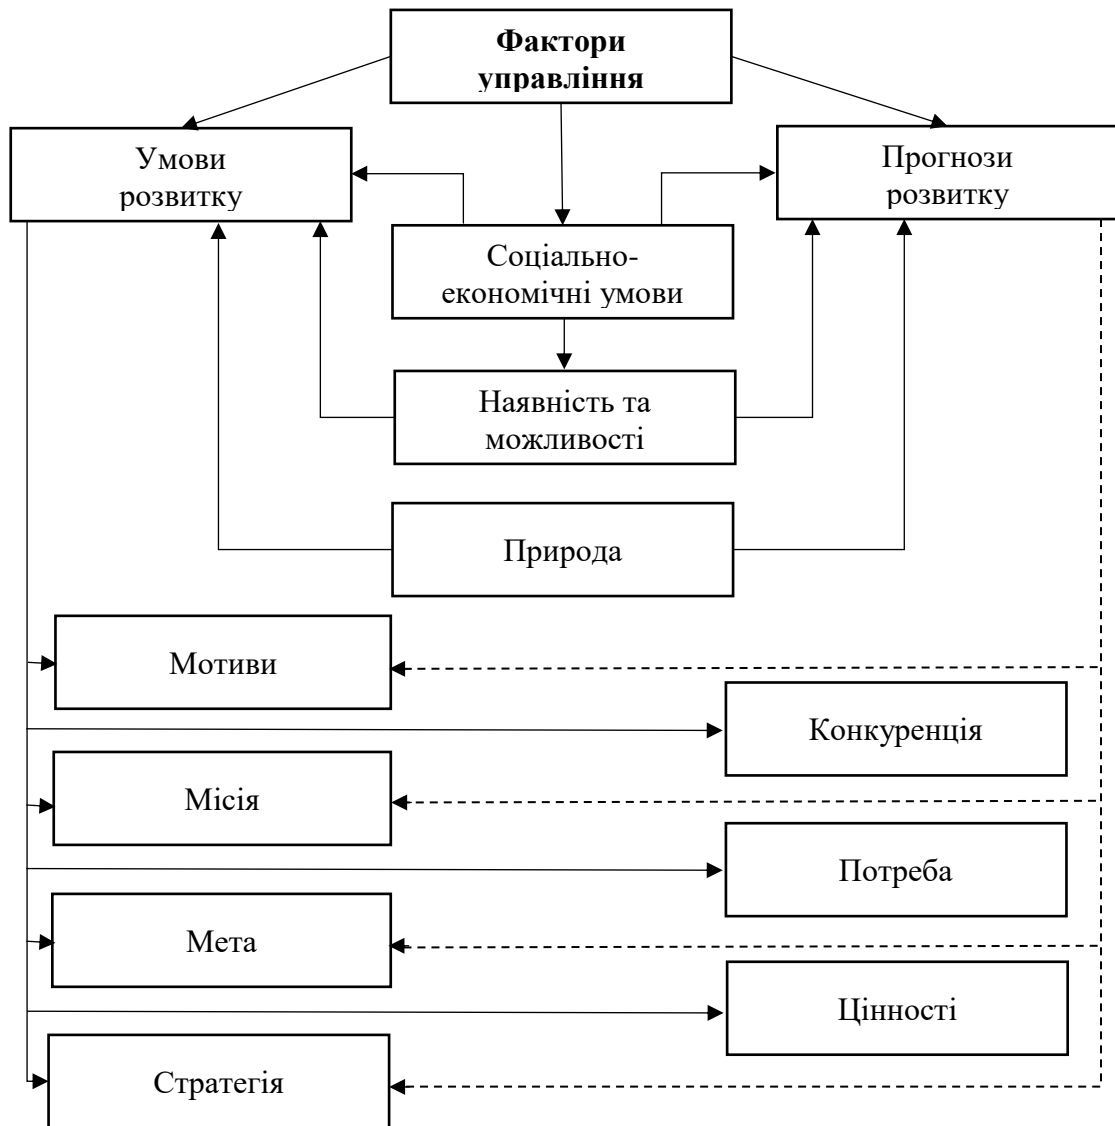 Фактори
управління
Умови
розвитку
Прогнози
розвитку
Соціально-
економічні умови
Наявність та
можливості
Природа
Мотиви
Конкуренція
Місія
Потреба
Мета
Цінності
Стратегія